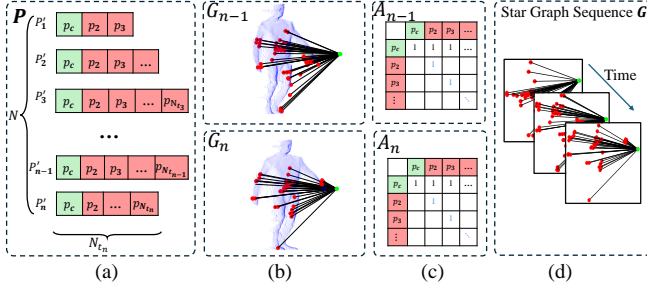 P
P'_1 p_c p_2 p_3
P'_2 p_c p_2 p_3 ...
P'_3 p_c p_2 p_3 ... p_{N_{t_3}}
...
P'_{n-1} p_c p_2 p_3 ... p_{N_{t_{n-1}}}
P'_n p_c p_2 ... p_{N_{t_n}}
N
N_{t_n}
(a)
G_{n-1}
G_n
(b)
A_{n-1}
p_c p_2 p_3 ...
p_c 1 1 1 ...
p_2 1
p_3 1
⋮ ⋱
A_n
p_c p_2 p_3 ...
p_c 1 1 1 ...
p_2 1
p_3 1
⋮ ⋱
(c)
Star Graph Sequence G
Time
(d)